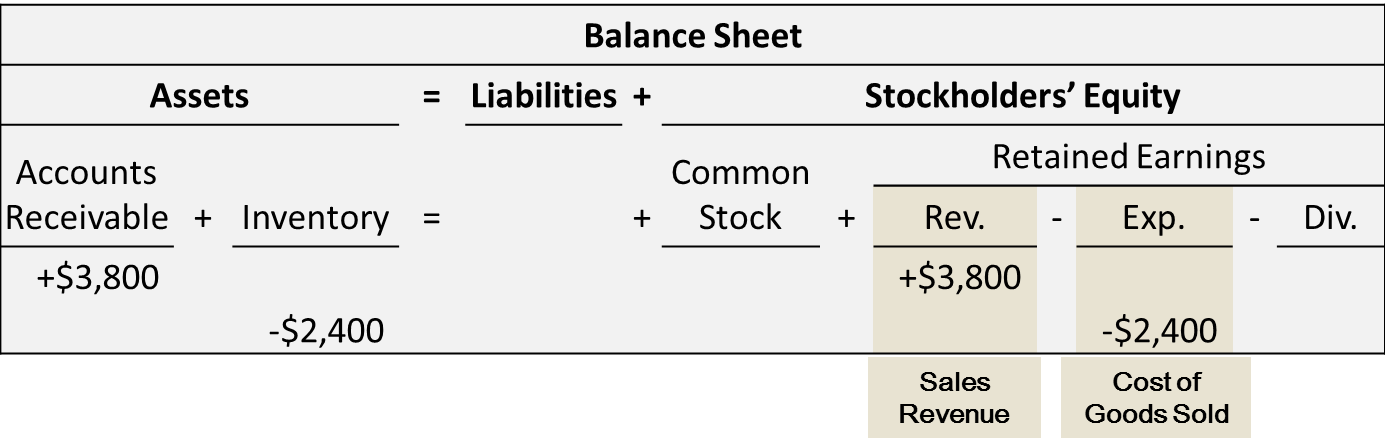 Balance Sheet
Assets = Liabilities + Stockholders’ Equity
Retained Earnings
Accounts Common
Receivable + Inventory = + Stock + Rev. - Exp. - Div.
+$3,800 +$3,800
-$2,400 -$2,400
Sales Cost of
Revenue Goods Sold